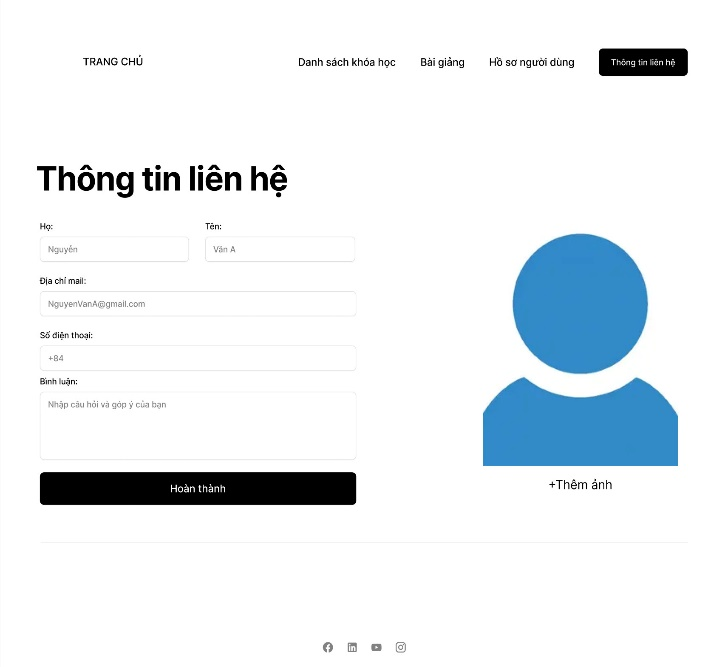 TRANG CHỦ
Danh sách khóa học
Bài giảng
Hồ sơ người dùng
Thông tin liên hệ
Thông tin liên hệ
Họ:
Tên:
Nguyễn
Văn A
Địa chỉ mail:
NguyenVanA@gmail.com
Số điện thoại:
+84
Bình luận:
Nhập câu hỏi và góp ý của bạn
Hoàn thành
+Thêm ảnh